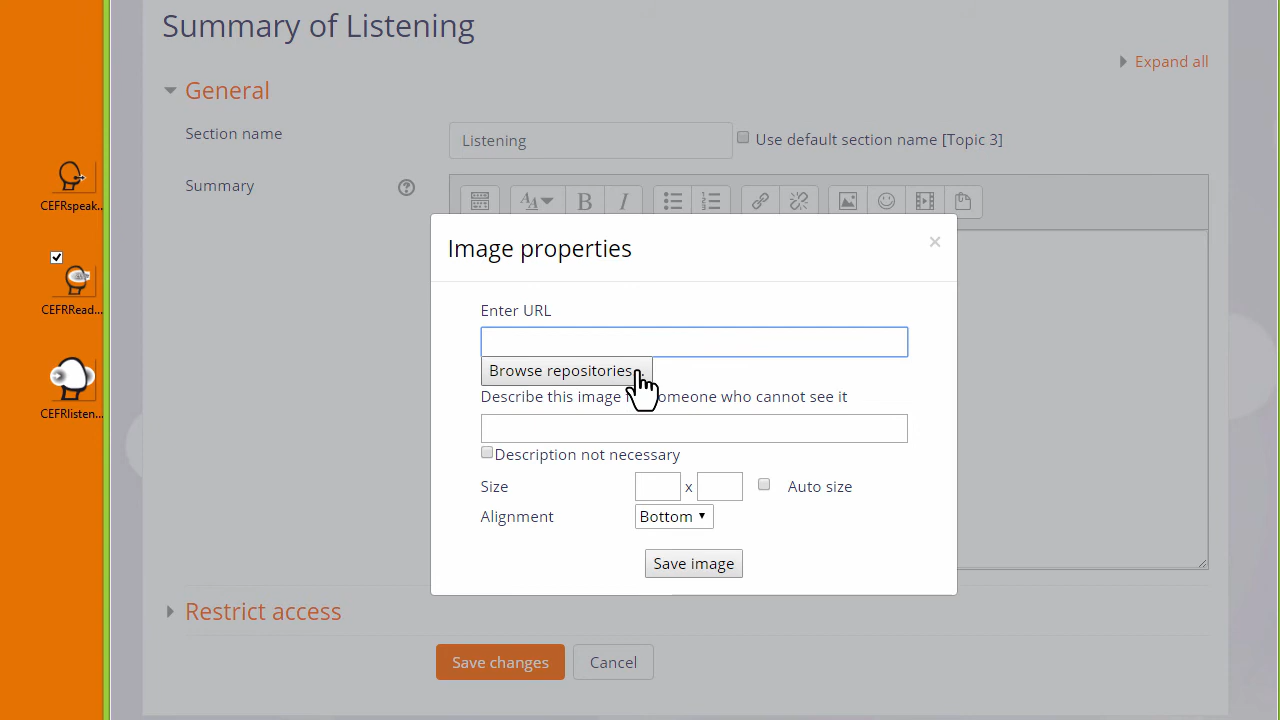 Summary of Listening
Expand all
General
Section name
Listening
Use default section name [Topic 3]
Summary
CEFRspeak...
CEFRRead...
CEFRlisten...
Image properties
×
Enter URL
Browse repositories...
Describe this image someone who cannot see it
Description not necessary
Size
x
Auto size
Alignment
Bottom
Save image
Restrict access
Save changes
Cancel